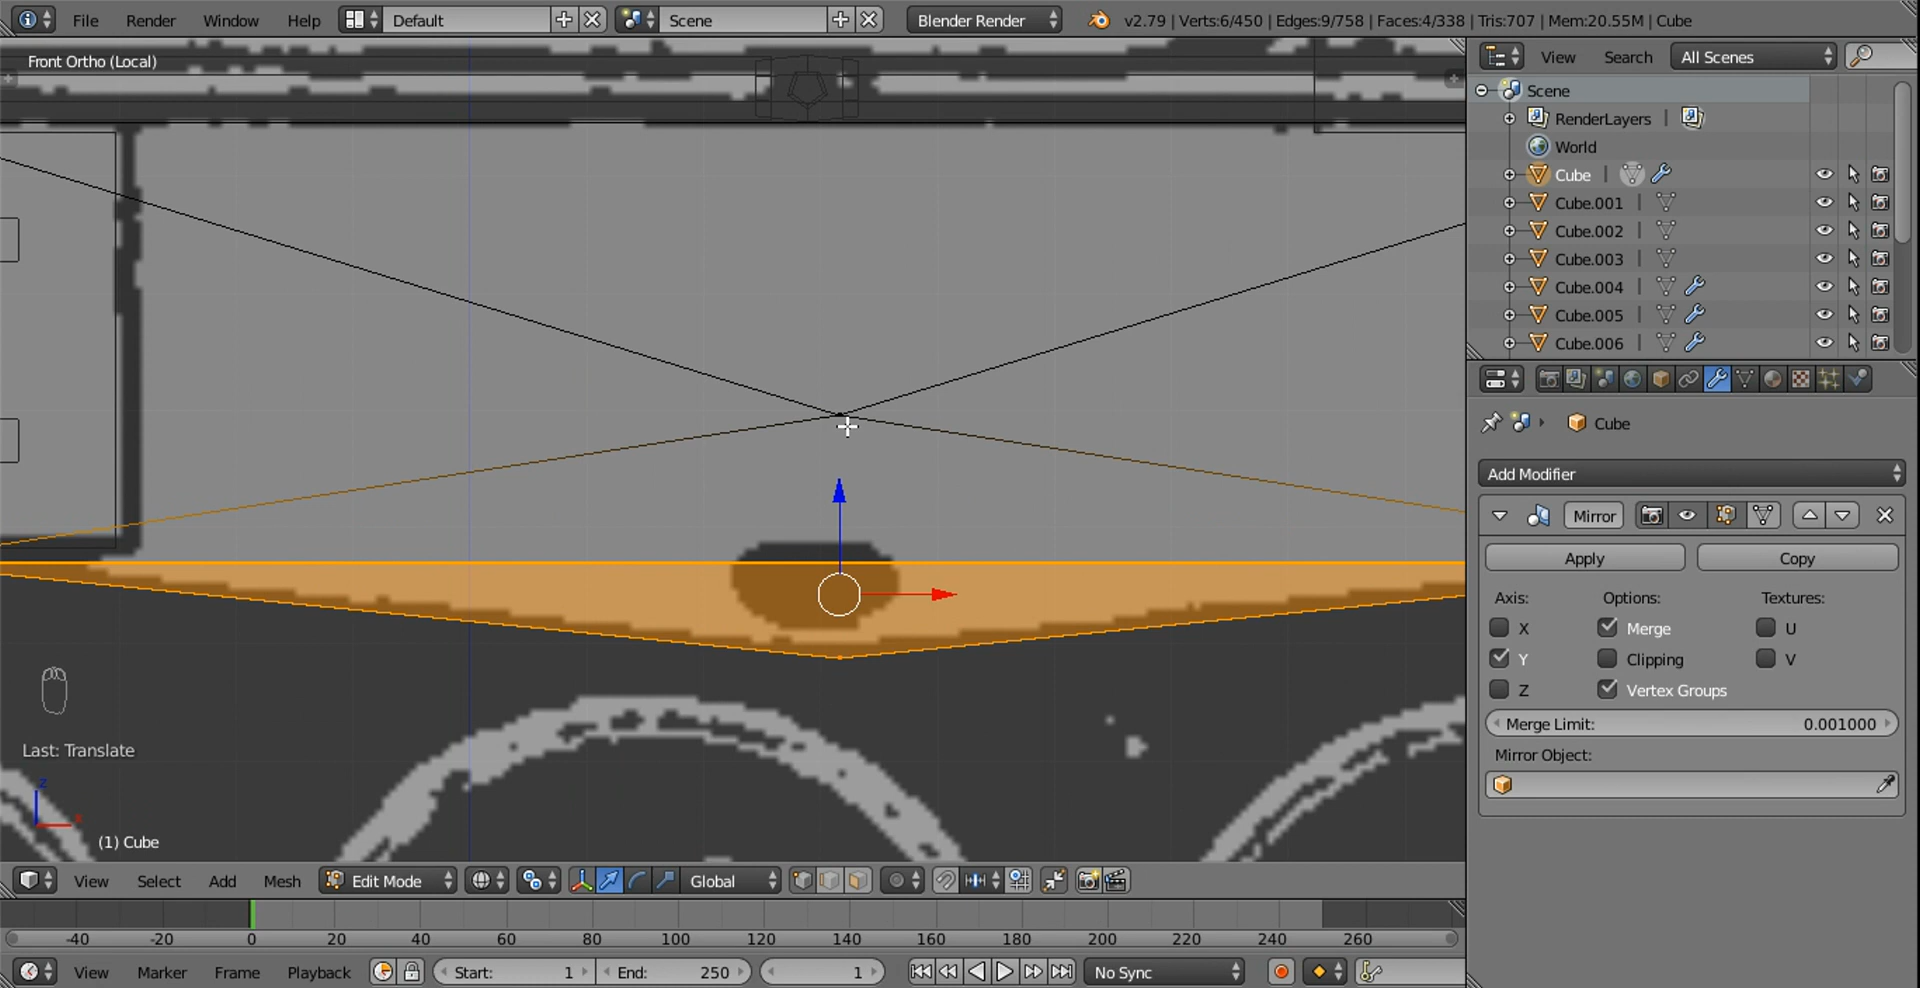 File Render Window Help Default Scene Blender Render v2.79 | Verts:6/450 | Edges:9/758 | Faces:4/338 | Tris:707 | Mem:20.55M | Cube
Front Ortho (Local)
View Search All Scenes
Scene
RenderLayers
World
Cube
Cube.001
Cube.002
Cube.003
Cube.004
Cube.005
Cube.006
Cube
Add Modifier
Mirror
Apply Copy
Axis: Options: Textures:
X Merge U
Y Clipping V
Z Vertex Groups
Merge Limit: 0.001000
Mirror Object:
Last: Translate
z
x
(1) Cube
View Select Add Mesh Edit Mode Global
-40 -20 0 20 40 60 80 100 120 140 160 180 200 220 240 260
View Marker Frame Playback Start: 1 End: 250 1 No Sync